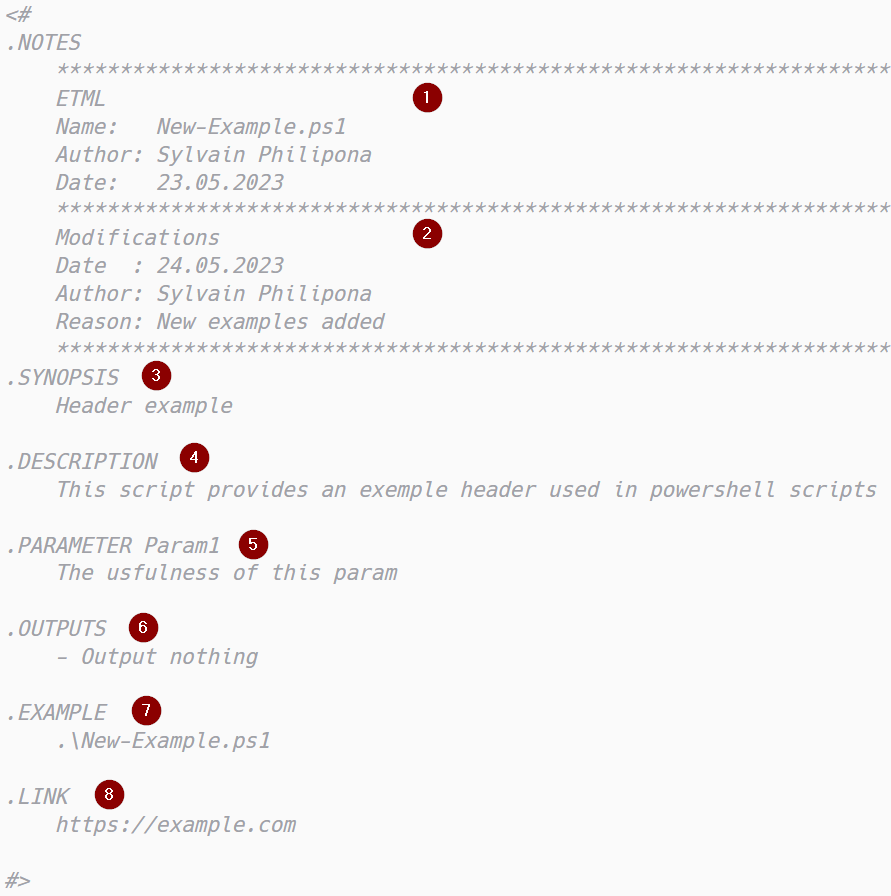 <#
.NOTES
*******************************************************************
ETML 1
Name:   New-Example.ps1
Author: Sylvain Philipona
Date:   23.05.2023
*******************************************************************
Modifications 2
Date  : 24.05.2023
Author: Sylvain Philipona
Reason: New examples added
*******************************************************************
.SYNOPSIS 3
Header example
.DESCRIPTION 4
This script provides an exemple header used in powershell scripts
.PARAMETER Param1 5
The usfulness of this param
.OUTPUTS 6
- Output nothing
.EXAMPLE 7
.\New-Example.ps1
.LINK 8
https://example.com
#>